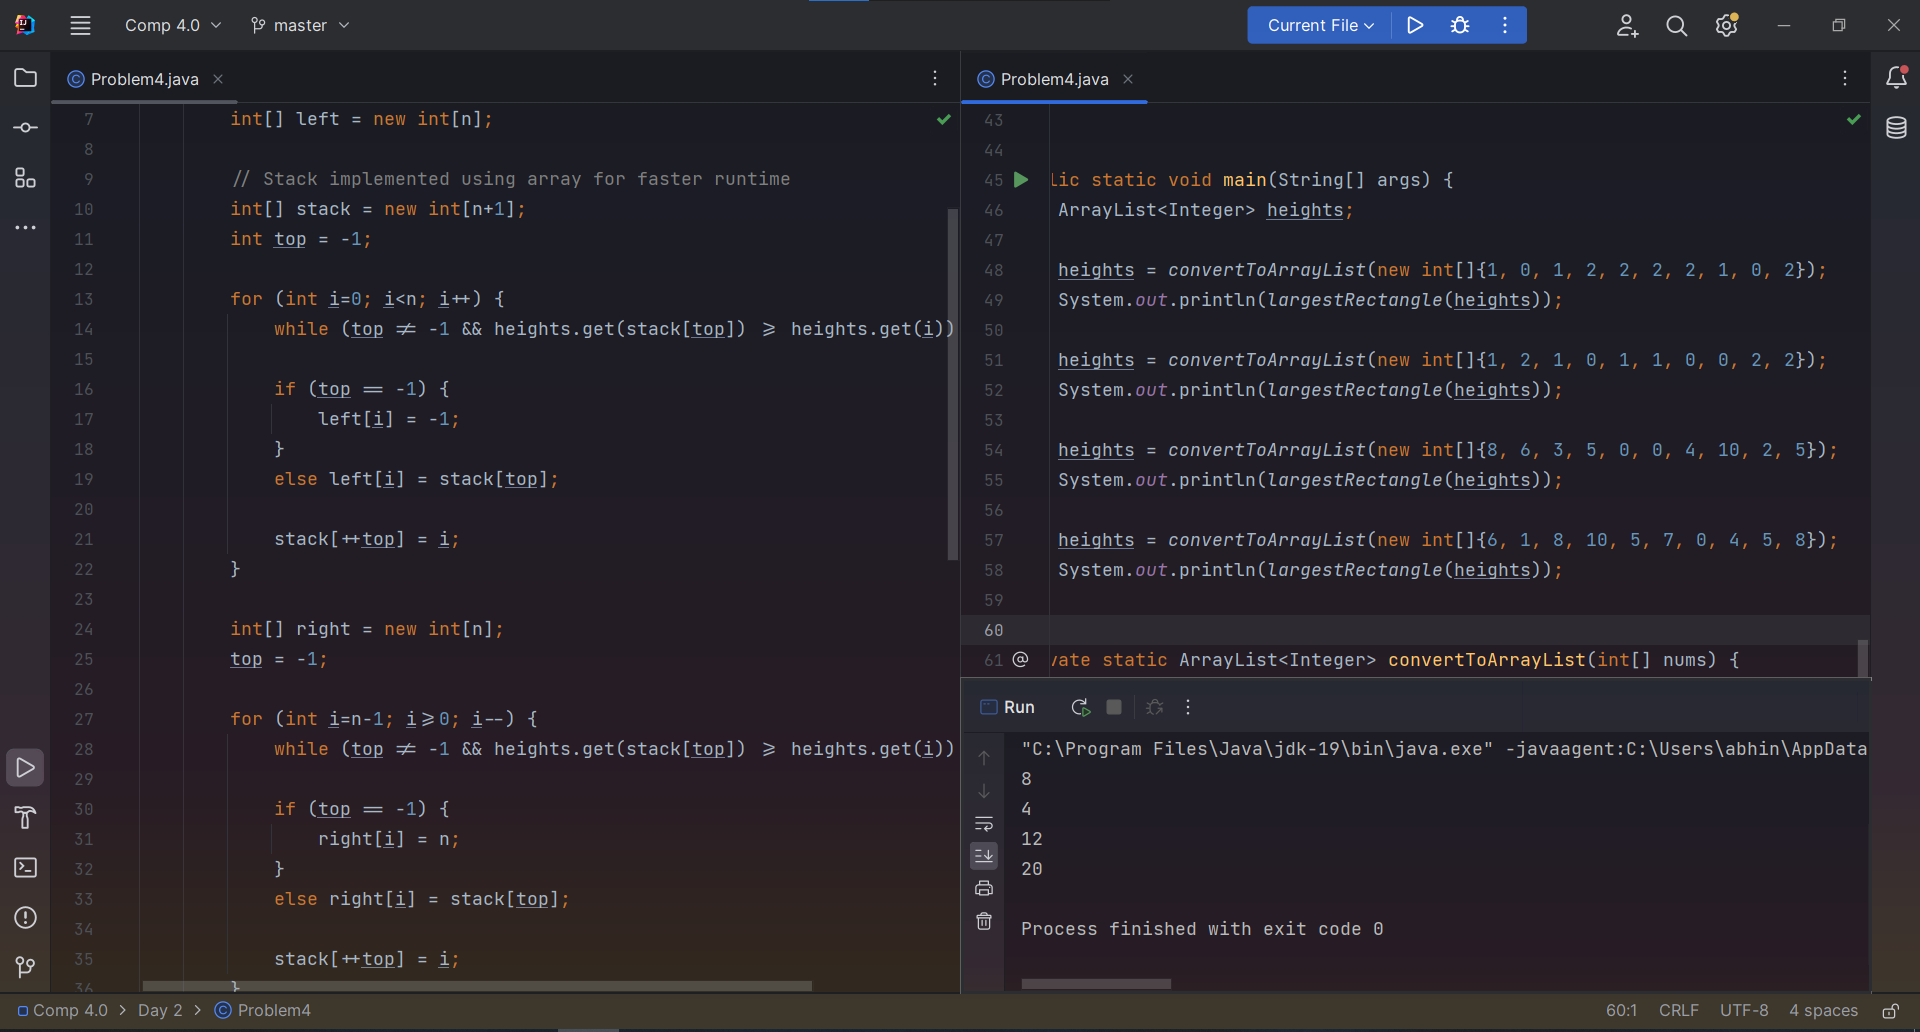 Comp 4.0 master Current File
Problem4.java
7 int[] left = new int[n];
8
9 // Stack implemented using array for faster runtime
10 int[] stack = new int[n+1];
11 int top = -1;
12
13 for (int i=0; i<n; i++) {
14 while (top != -1 && heights.get(stack[top]) >= heights.get(i))
15
16 if (top == -1) {
17 left[i] = -1;
18 }
19 else left[i] = stack[top];
20
21 stack[++top] = i;
22 }
23
24 int[] right = new int[n];
25 top = -1;
26
27 for (int i=n-1; i>=0; i--) {
28 while (top != -1 && heights.get(stack[top]) >= heights.get(i))
29
30 if (top == -1) {
31 right[i] = n;
32 }
33 else right[i] = stack[top];
34
35 stack[++top] = i;
36 }
Problem4.java
43
44
45 lic static void main(String[] args) {
46 ArrayList<Integer> heights;
47
48 heights = convertToArrayList(new int[]{1, 0, 1, 2, 2, 2, 2, 1, 0, 2});
49 System.out.println(largestRectangle(heights));
50
51 heights = convertToArrayList(new int[]{1, 2, 1, 0, 1, 1, 0, 0, 2, 2});
52 System.out.println(largestRectangle(heights));
53
54 heights = convertToArrayList(new int[]{8, 6, 3, 5, 0, 0, 4, 10, 2, 5});
55 System.out.println(largestRectangle(heights));
56
57 heights = convertToArrayList(new int[]{6, 1, 8, 10, 5, 7, 0, 4, 5, 8});
58 System.out.println(largestRectangle(heights));
59
60
61 @ vate static ArrayList<Integer> convertToArrayList(int[] nums) {
Run
"C:\Program Files\Java\jdk-19\bin\java.exe" -javaagent:C:\Users\abhin\AppData
8
4
12
20
Process finished with exit code 0
Comp 4.0 > Day 2 > Problem4 60:1 CRLF UTF-8 4 spaces